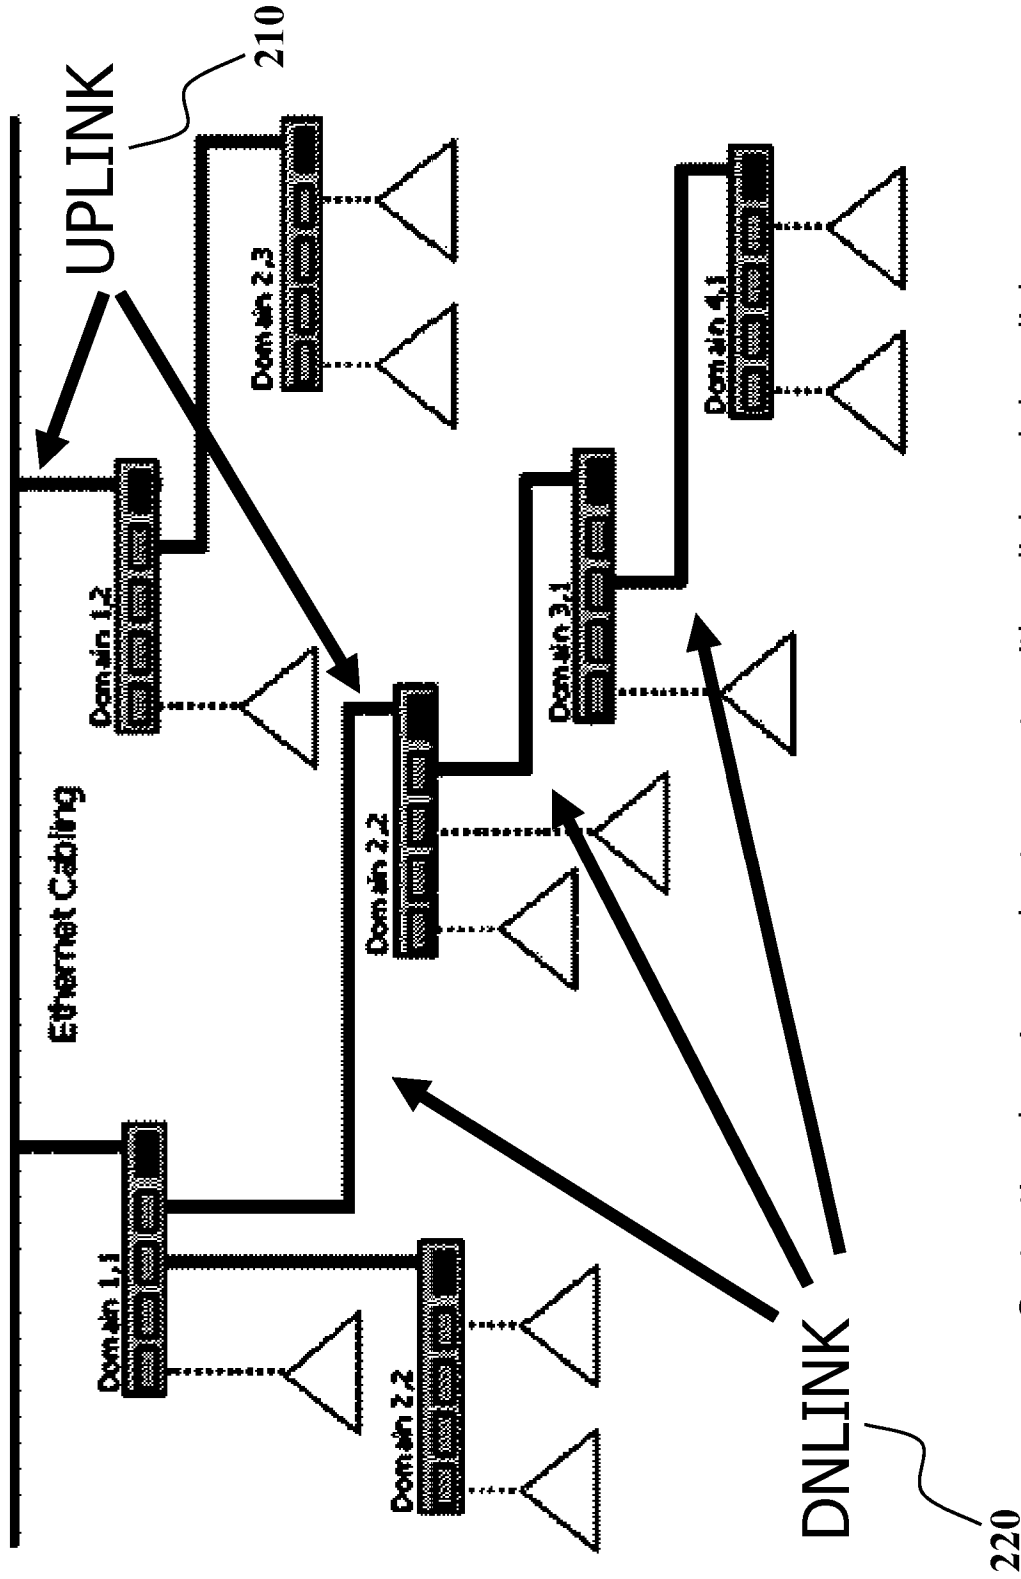 Ethernet Cabling
UPLINK
210
Domain 1,1
Domain 1,2
Domain 2,2
Domain 2,2
Domain 2,3
Domain 3,1
Domain 4,1
DNLINK
220